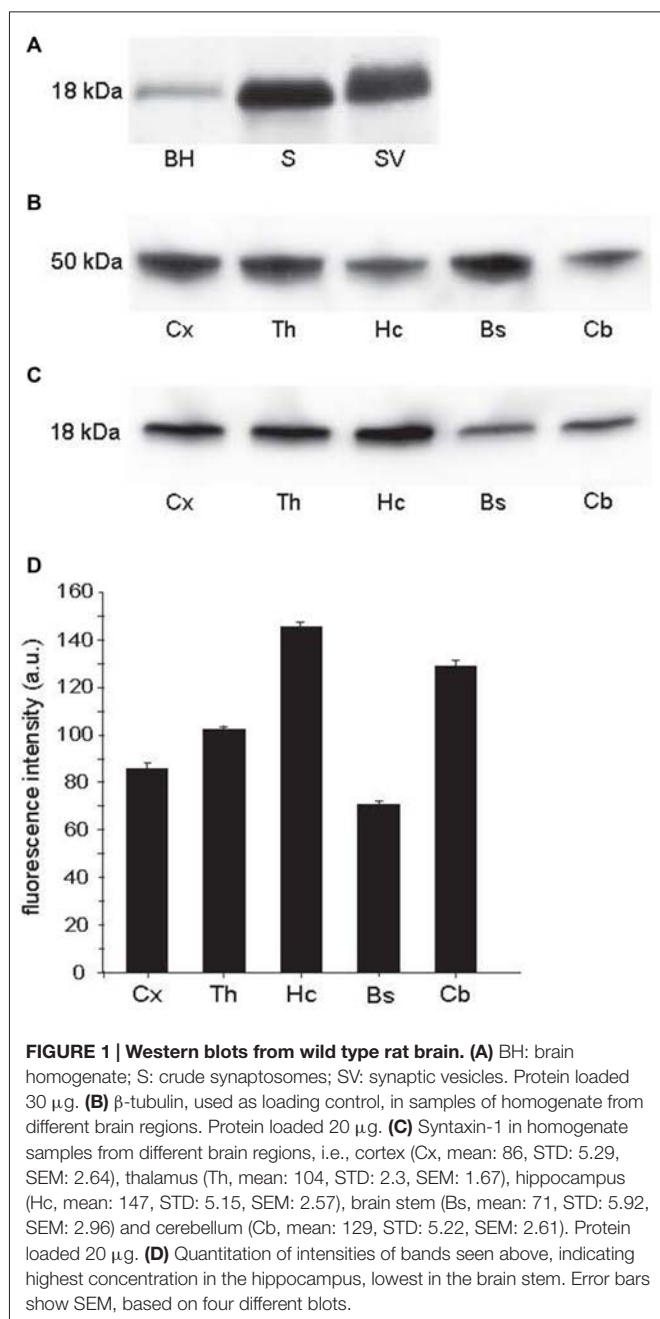 A
18 kDa
BH S SV
B
50 kDa
Cx Th Hc Bs Cb
C
18 kDa
Cx Th Hc Bs Cb
D
fluorescence intensity (a.u.)
160
140
120
100
80
60
40
20
0
Cx Th Hc Bs Cb
FIGURE 1 | Western blots from wild type rat brain. (A) BH: brain
homogenate; S: crude synaptosomes; SV: synaptic vesicles. Protein loaded
30 μg. (B) β-tubulin, used as loading control, in samples of homogenate from
different brain regions. Protein loaded 20 μg. (C) Syntaxin-1 in homogenate
samples from different brain regions, i.e., cortex (Cx, mean: 86, STD: 5.29,
SEM: 2.64), thalamus (Th, mean: 104, STD: 2.3, SEM: 1.67), hippocampus
(Hc, mean: 147, STD: 5.15, SEM: 2.57), brain stem (Bs, mean: 71, STD: 5.92,
SEM: 2.96) and cerebellum (Cb, mean: 129, STD: 5.22, SEM: 2.61). Protein
loaded 20 μg. (D) Quantitation of intensities of bands seen above, indicating
highest concentration in the hippocampus, lowest in the brain stem. Error bars
show SEM, based on four different blots.